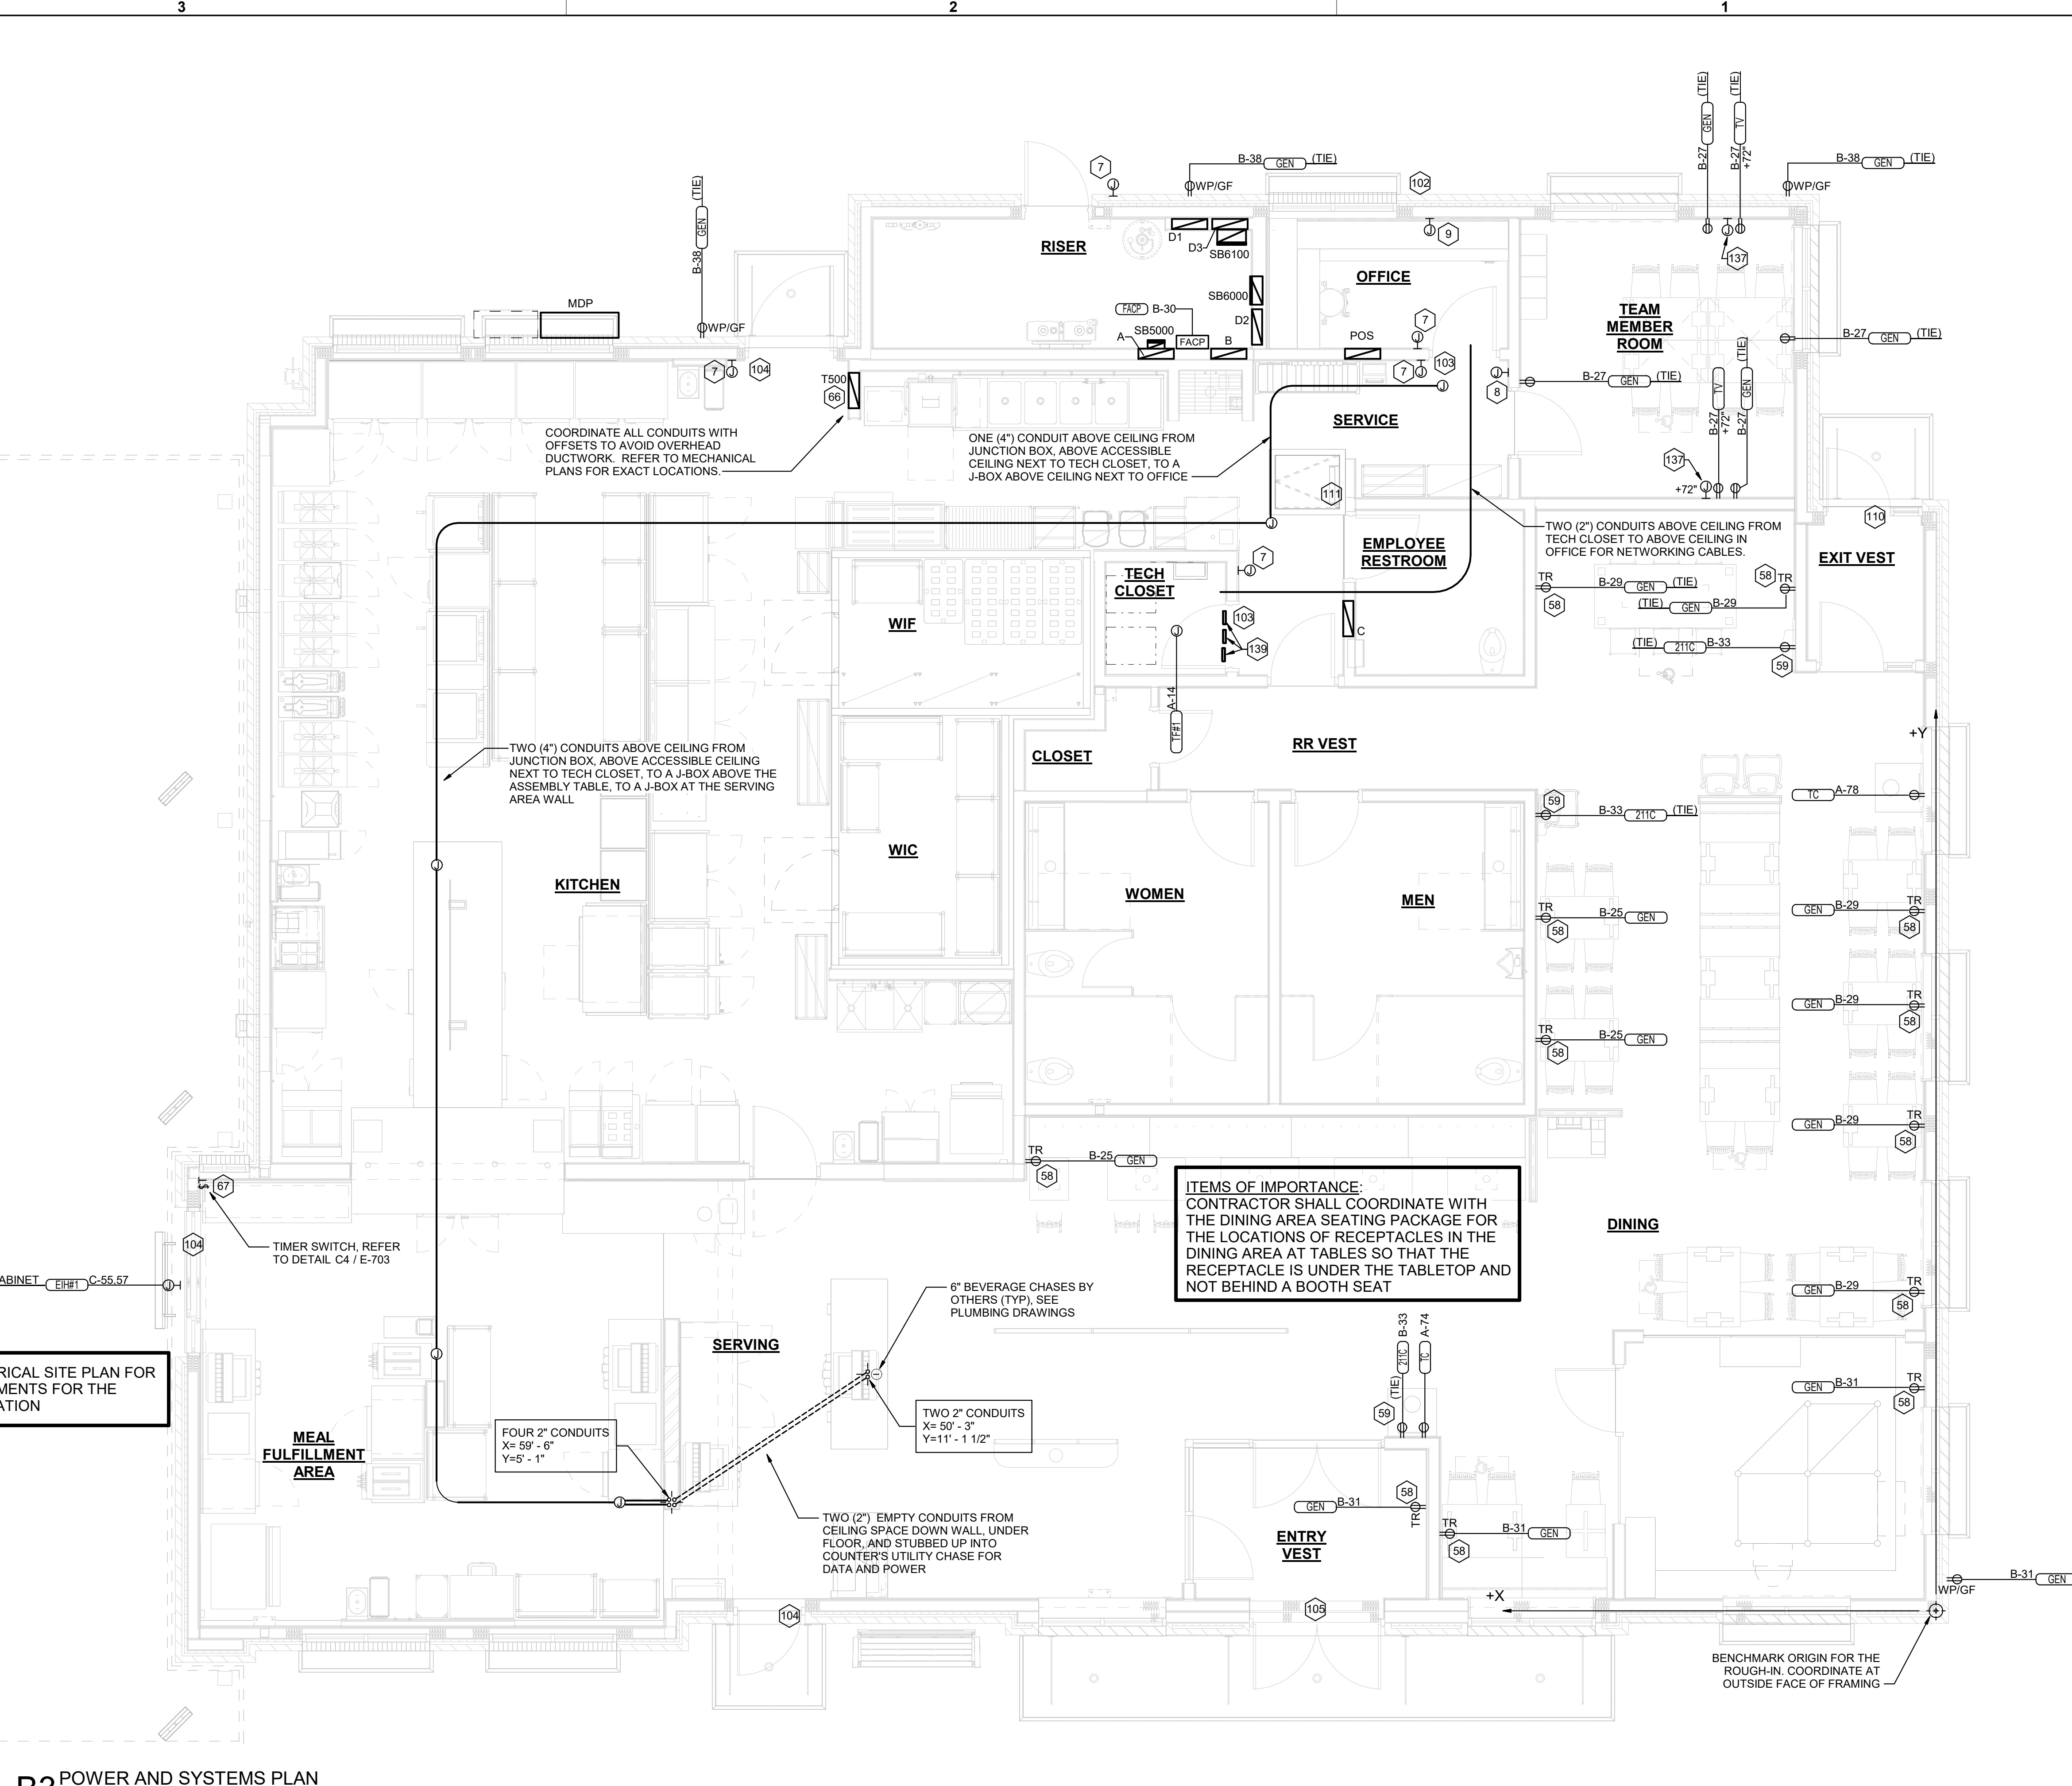 3
2
1
(TIE)
GEN
B-27
(TIE)
TV
B-27
+72"
7
B-38 GEN (TIE)
WP/GF
102
B-38 GEN (TIE)
WP/GF
(TIE)
GEN
B-38
WP/GF
MDP
RISER
D1
D3
SB6100
SB6000
D2
FACP B-30
SB5000
A
FACP
B
9
OFFICE
7
POS
7
103
8
137
TEAM
MEMBER
ROOM
B-27 GEN (TIE)
B-27 GEN (TIE)
TV
B-27
+72"
(TIE)
GEN
B-27
137
+72"
7
104
T500
66
COORDINATE ALL CONDUITS WITH
OFFSETS TO AVOID OVERHEAD
DUCTWORK. REFER TO MECHANICAL
PLANS FOR EXACT LOCATIONS.
ONE (4") CONDUIT ABOVE CEILING FROM
JUNCTION BOX, ABOVE ACCESSIBLE
CEILING NEXT TO TECH CLOSET, TO A
J-BOX ABOVE CEILING NEXT TO OFFICE
SERVICE
111
TWO (2") CONDUITS ABOVE CEILING FROM
TECH CLOSET TO ABOVE CEILING IN
OFFICE FOR NETWORKING CABLES.
110
EXIT VEST
EMPLOYEE
RESTROOM
7
TECH
CLOSET
103
139
C
WIF
TR
58
B-29 GEN (TIE)
58 TR
(TIE) GEN B-29
(TIE) 211C B-33
59
A-14
TF#1
TWO (4") CONDUITS ABOVE CEILING FROM
JUNCTION BOX, ABOVE ACCESSIBLE CEILING
NEXT TO TECH CLOSET, TO A J-BOX ABOVE THE
ASSEMBLY TABLE, TO A J-BOX AT THE SERVING
AREA WALL
CLOSET
RR VEST
+Y
TC A-78
59
B-33 211C (TIE)
WIC
KITCHEN
WOMEN
MEN
TR
58
B-25 GEN
GEN B-29 TR
58
GEN B-29 TR
58
TR
58
B-25 GEN
GEN B-29 TR
58
TR
58
B-25 GEN
ITEMS OF IMPORTANCE:
CONTRACTOR SHALL COORDINATE WITH
THE DINING AREA SEATING PACKAGE FOR
THE LOCATIONS OF RECEPTACLES IN THE
DINING AREA AT TABLES SO THAT THE
RECEPTACLE IS UNDER THE TABLETOP AND
NOT BEHIND A BOOTH SEAT
DINING
67
104
TIMER SWITCH, REFER
TO DETAIL C4 / E-703
ABINET EIH#1 C-55,57
6" BEVERAGE CHASES BY
OTHERS (TYP), SEE
PLUMBING DRAWINGS
GEN B-29 TR
58
SERVING
RICAL SITE PLAN FOR
MENTS FOR THE
ATION
B-33
211C
(TIE)
A-74
TC
59
GEN B-31 TR
58
TWO 2" CONDUITS
X= 50' - 3"
Y=11' - 1 1/2"
FOUR 2" CONDUITS
X= 59' - 6"
Y=5' - 1"
MEAL
FULFILLMENT
AREA
TWO (2") EMPTY CONDUITS FROM
CEILING SPACE DOWN WALL, UNDER
FLOOR, AND STUBBED UP INTO
COUNTER'S UTILITY CHASE FOR
DATA AND POWER
58
GEN B-31
TR
TR
B-31 GEN
58
ENTRY
VEST
B-31 GEN
WP/GF
+X
104
105
BENCHMARK ORIGIN FOR THE
ROUGH-IN. COORDINATE AT
OUTSIDE FACE OF FRAMING
POWER AND SYSTEMS PLAN